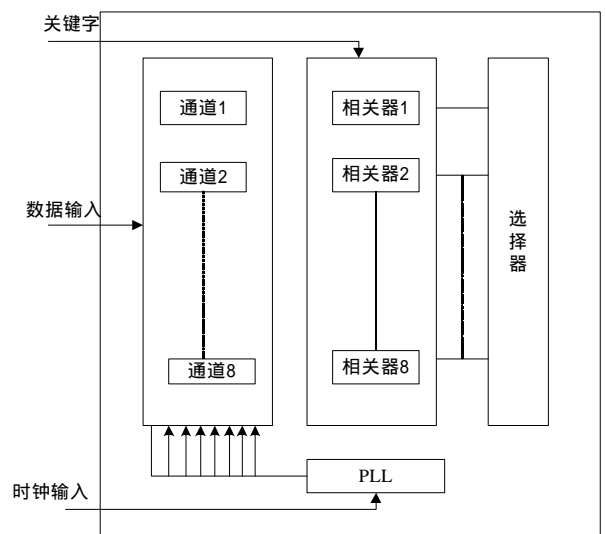 关键字
通道1
相关器1
通道2
相关器2
数据输入
选择器
通道8
相关器8
PLL
时钟输入